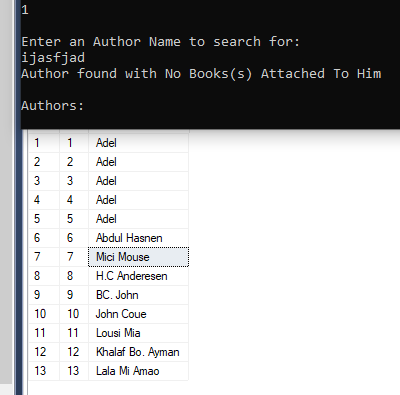 1
Enter an Author Name to search for:
ijasfjad
Author found with No Books(s) Attached To Him
Authors:
1 1 Adel
2 2 Adel
3 3 Adel
4 4 Adel
5 5 Adel
6 6 Abdul Hasnen
7 7 Mici Mouse
8 8 H.C Anderesen
9 9 BC. John
10 10 John Coue
11 11 Lousi Mia
12 12 Khalaf Bo. Ayman
13 13 Lala Mi Amao